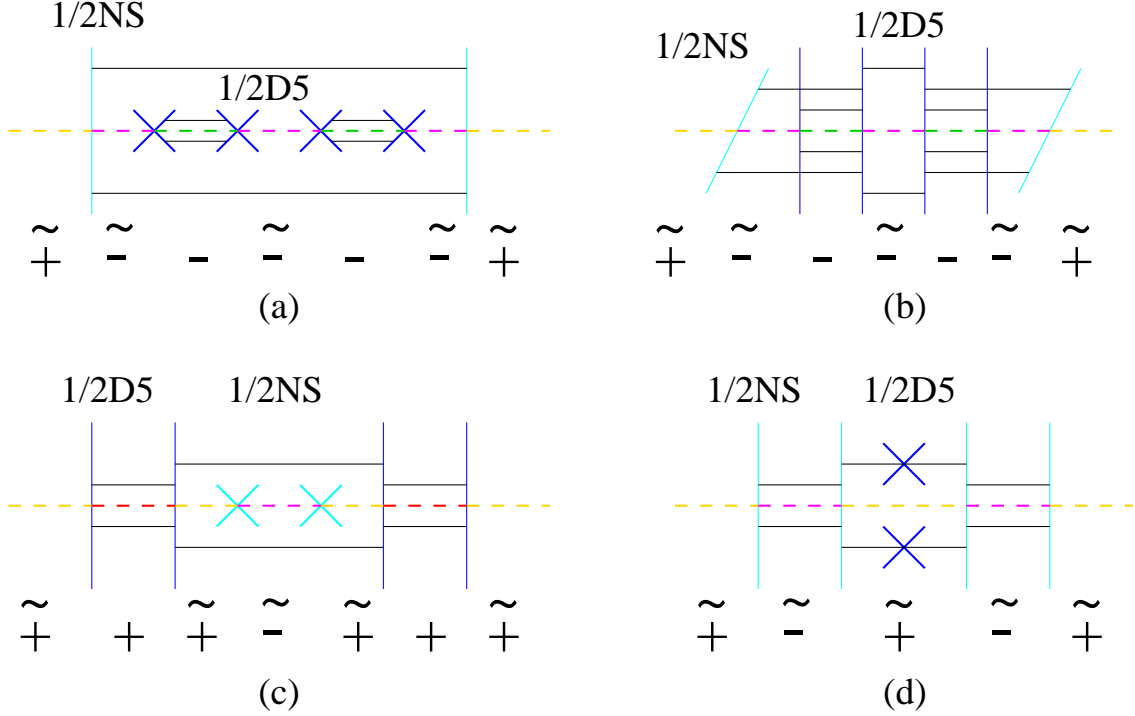 1/2NS
1/2D5
1/2NS
1/2D5
~ ~ ~ ~ ~
+ - - - - - +
(a)
~ ~ ~ ~ ~
+ - - - - - +
(b)
1/2D5 1/2NS
1/2NS 1/2D5
~ ~ ~ ~ ~
+ + + - + + +
(c)
~ ~ ~ ~ ~
+ - + - +
(d)